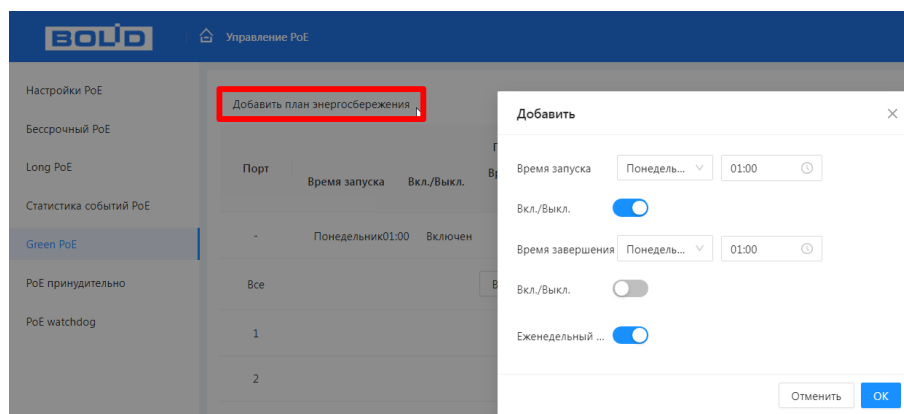 BOLID
Управление PoE
Настройки PoE
Бессрочный PoE
Long PoE
Статистика событий PoE
Green PoE
PoE принудительно
PoE watchdog
Добавить план энергосбережения
Порт
Время запуска Вкл./Выкл.
- Понедельник01:00 Включен
Все
1
2
Добавить
Время запуска Понедель... 01:00
Вкл./Выкл.
Время завершения Понедель... 01:00
Вкл./Выкл.
Еженедельный ...
Отменить OK